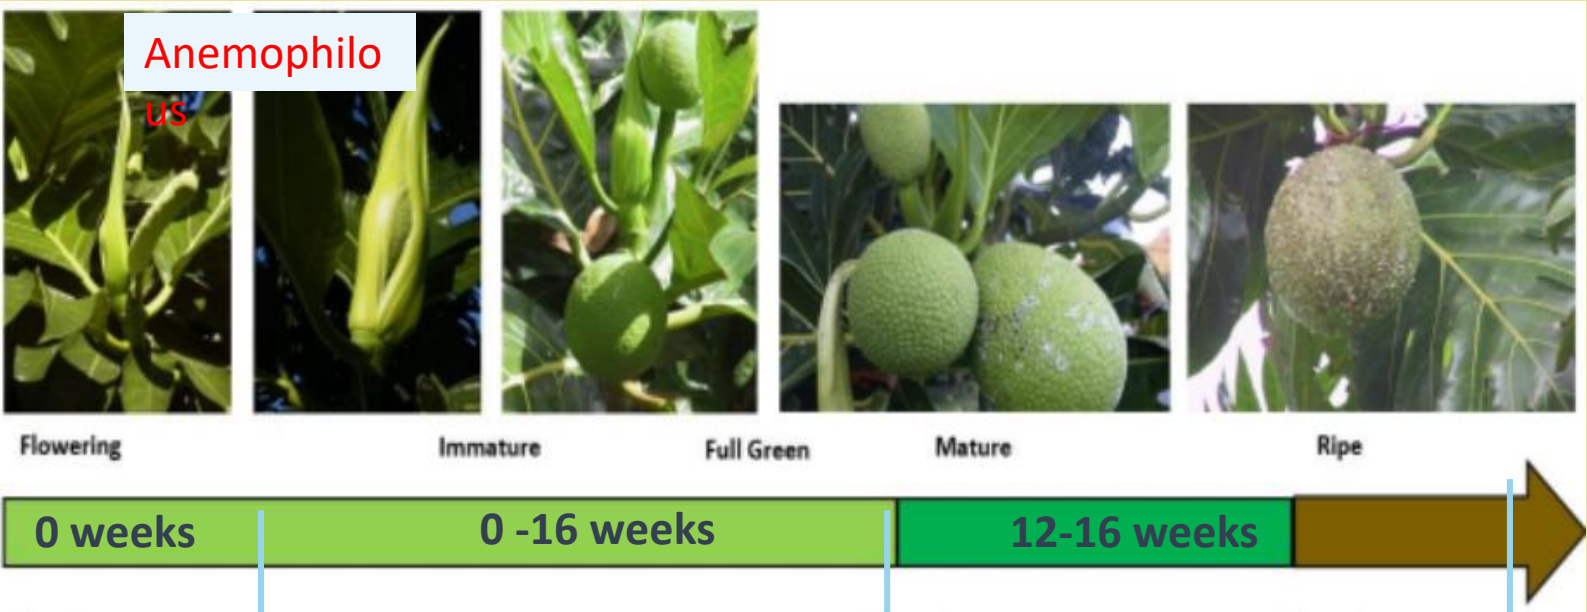 Anemophilo
us
Flowering
Immature
Full Green
Mature
Ripe
0 weeks
0 -16 weeks
12-16 weeks